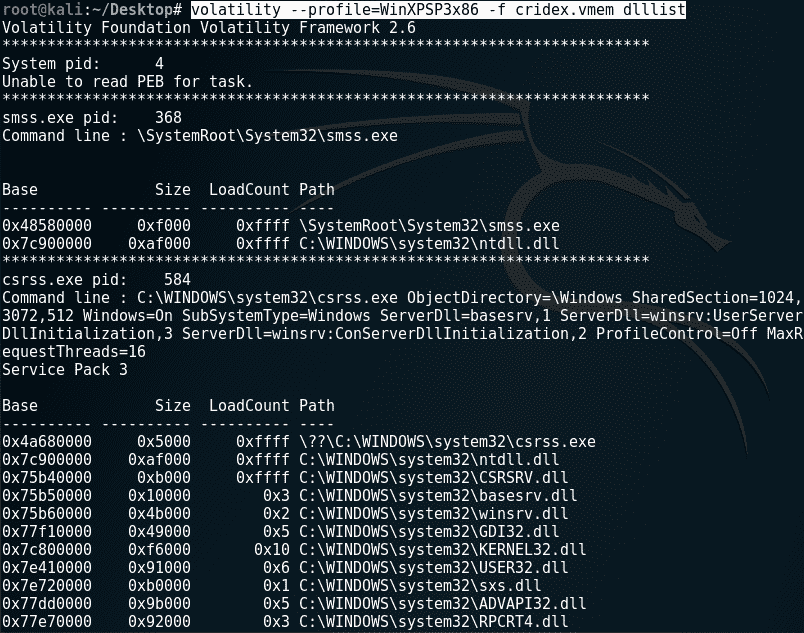 root@kali:~/Desktop# volatility --profile=WinXPSP3x86 -f cridex.vmem dlllist
Volatility Foundation Volatility Framework 2.6
************************************************************************
System pid:      4
Unable to read PEB for task.
************************************************************************
smss.exe pid:    368
Command line : \SystemRoot\System32\smss.exe
Base             Size  LoadCount Path
---------- ---------- ---------- ----
0x48580000     0xf000     0xffff \SystemRoot\System32\smss.exe
0x7c900000    0xaf000     0xffff C:\WINDOWS\system32\ntdll.dll
************************************************************************
csrss.exe pid:    584
Command line : C:\WINDOWS\system32\csrss.exe ObjectDirectory=\Windows SharedSection=1024,
3072,512 Windows=On SubSystemType=Windows ServerDll=basesrv,1 ServerDll=winsrv:UserServer
DllInitialization,3 ServerDll=winsrv:ConServerDllInitialization,2 ProfileControl=Off MaxR
equestThreads=16
Service Pack 3
Base             Size  LoadCount Path
---------- ---------- ---------- ----
0x4a680000     0x5000     0xffff \??\C:\WINDOWS\system32\csrss.exe
0x7c900000    0xaf000     0xffff C:\WINDOWS\system32\ntdll.dll
0x75b40000     0xb000     0xffff C:\WINDOWS\system32\CSRSRV.dll
0x75b50000    0x10000        0x3 C:\WINDOWS\system32\basesrv.dll
0x75b60000    0x4b000        0x2 C:\WINDOWS\system32\winsrv.dll
0x77f10000    0x49000        0x5 C:\WINDOWS\system32\GDI32.dll
0x7c800000    0xf6000       0x10 C:\WINDOWS\system32\KERNEL32.dll
0x7e410000    0x91000        0x6 C:\WINDOWS\system32\USER32.dll
0x7e720000    0xb0000        0x1 C:\WINDOWS\system32\sxs.dll
0x77dd0000    0x9b000        0x5 C:\WINDOWS\system32\ADVAPI32.dll
0x77e70000    0x92000        0x3 C:\WINDOWS\system32\RPCRT4.dll